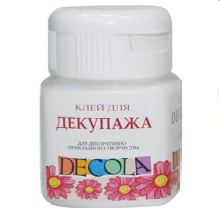 КЛЕЙ ДЛЯ
ДЕКУПАЖА
ДЛЯ ДЕКОРАТИВНО
ПРИКЛАДНОГО ТВОРЧЕСТВА
DECOLA